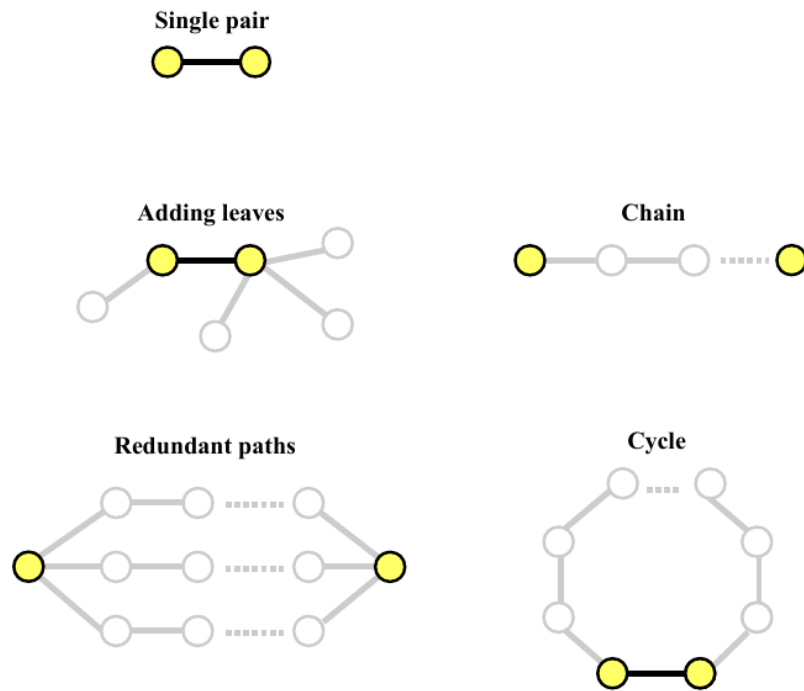 Single pair
Adding leaves
Chain
Redundant paths
Cycle